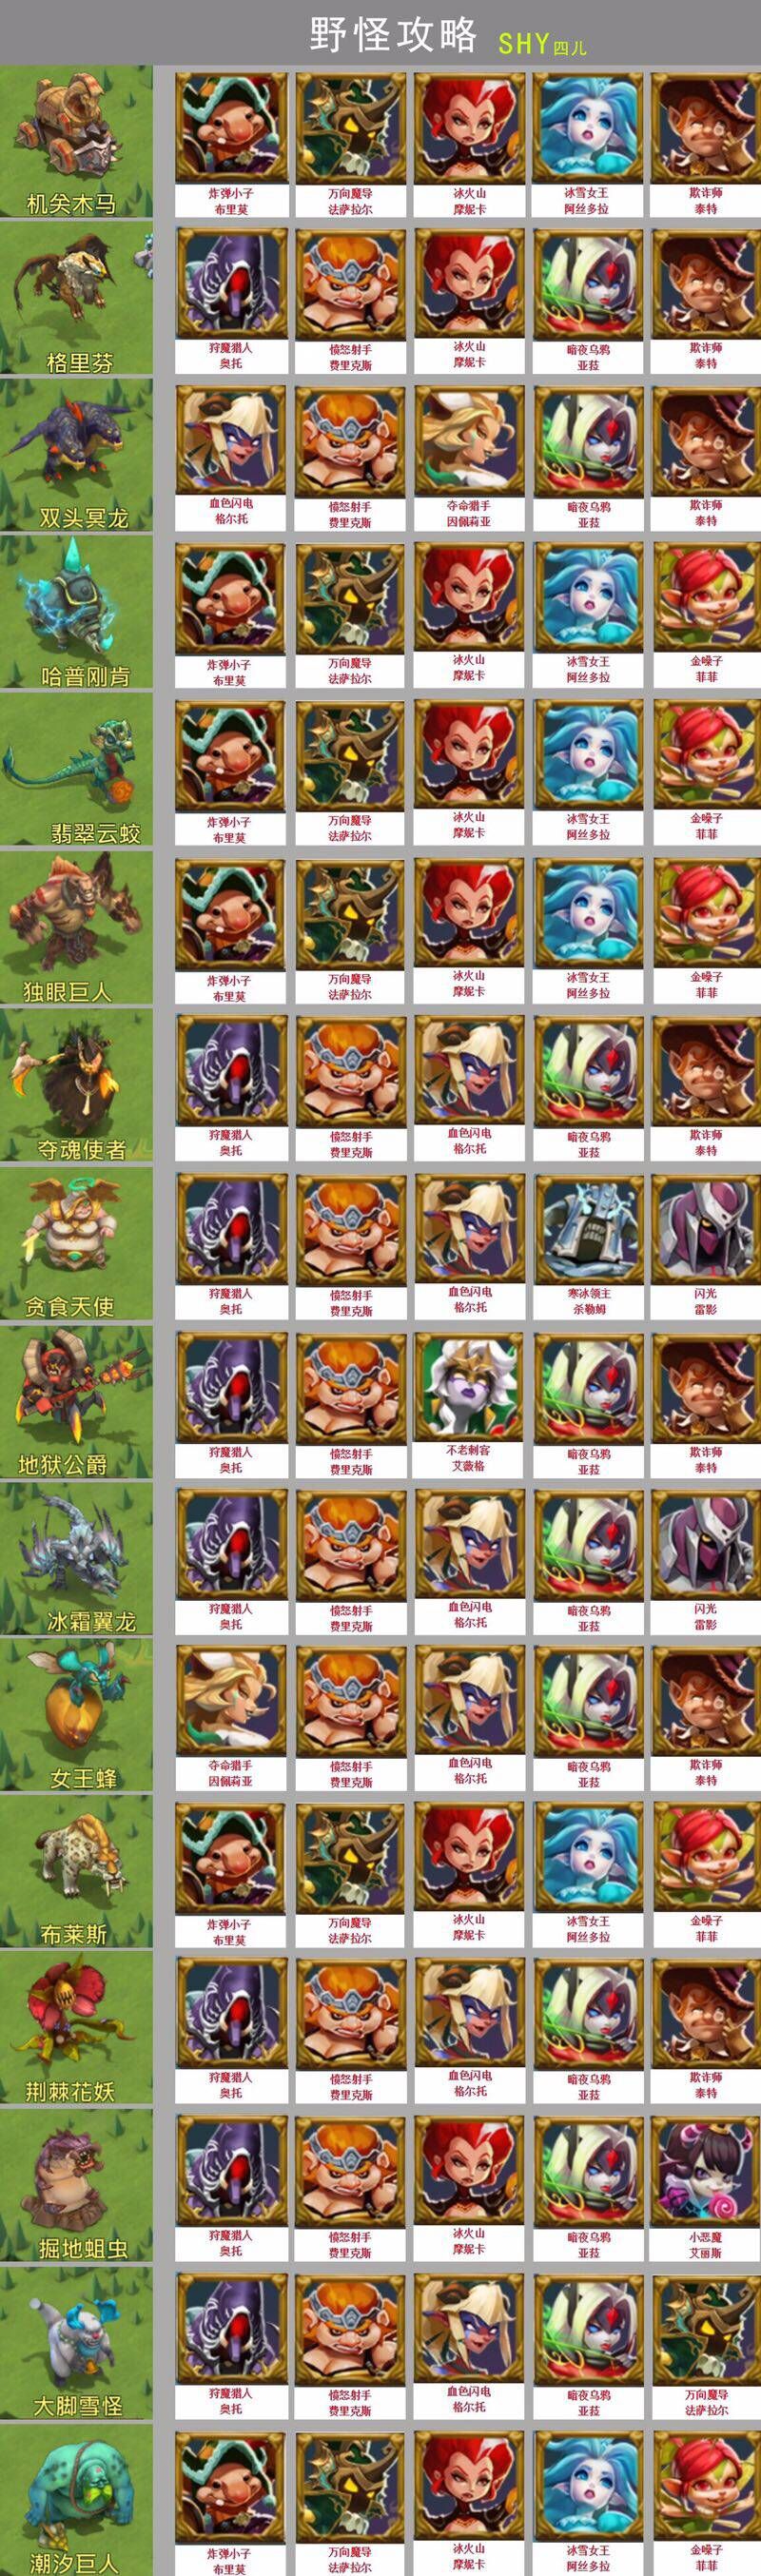 野怪攻略 SHY四儿
机关木马
炸弹小子 万向魔导 冰火山 冰雪女王 欺诈师
布里莫 法萨拉尔 摩妮卡 阿丝多拉 泰特
格里芬
狩魔猎人 愤怒射手 冰火山 暗夜乌鸦 欺诈师
奥托 费里克斯 摩妮卡 亚菈 泰特
双头冥龙
血色闪电 愤怒射手 夺命猎手 暗夜乌鸦 欺诈师
格尔托 费里克斯 因佩莉亚 亚菈 泰特
哈普刚肯
炸弹小子 万向魔导 冰火山 冰雪女王 金嗓子
布里莫 法萨拉尔 摩妮卡 阿丝多拉 菲菲
翡翠云蛟
炸弹小子 万向魔导 冰火山 冰雪女王 金嗓子
布里莫 法萨拉尔 摩妮卡 阿丝多拉 菲菲
独眼巨人
炸弹小子 万向魔导 冰火山 冰雪女王 金嗓子
布里莫 法萨拉尔 摩妮卡 阿丝多拉 菲菲
夺魂使者
狩魔猎人 愤怒射手 血色闪电 暗夜乌鸦 欺诈师
奥托 费里克斯 格尔托 亚菈 泰特
贪食天使
狩魔猎人 愤怒射手 血色闪电 寒冰领主 闪光
奥托 费里克斯 格尔托 杀勒姆 雷影
地狱公爵
狩魔猎人 愤怒射手 不老刺客 暗夜乌鸦 欺诈师
奥托 费里克斯 艾薇格 亚菈 泰特
冰霜翼龙
狩魔猎人 愤怒射手 血色闪电 暗夜乌鸦 闪光
奥托 费里克斯 格尔托 亚菈 雷影
女王蜂
夺命猎手 愤怒射手 血色闪电 暗夜乌鸦 欺诈师
因佩莉亚 费里克斯 格尔托 亚菈 泰特
布莱斯
炸弹小子 万向魔导 冰火山 冰雪女王 金嗓子
布里莫 法萨拉尔 摩妮卡 阿丝多拉 菲菲
荆棘花妖
狩魔猎人 愤怒射手 血色闪电 暗夜乌鸦 欺诈师
奥托 费里克斯 格尔托 亚菈 泰特
掘地蛆虫
狩魔猎人 愤怒射手 冰火山 暗夜乌鸦 小恶魔
奥托 费里克斯 摩妮卡 亚菈 艾丽斯
大脚雪怪
狩魔猎人 愤怒射手 血色闪电 暗夜乌鸦 万向魔导
奥托 费里克斯 格尔托 亚菈 法萨拉尔
潮汐巨人
炸弹小子 万向魔导 冰火山 冰雪女王 金嗓子
布里莫 法萨拉尔 摩妮卡 阿丝多拉 菲菲